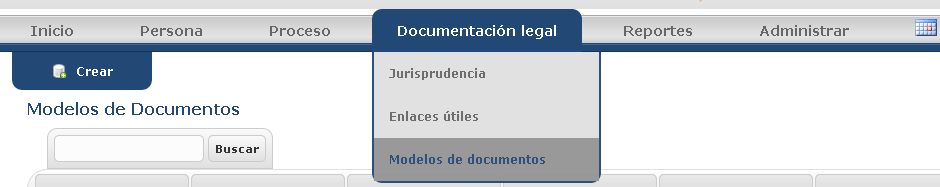 Inicio Persona Proceso Documentación legal Reportes Administrar
Crear
Jurisprudencia
Modelos de Documentos
Enlaces útiles
Buscar
Modelos de documentos